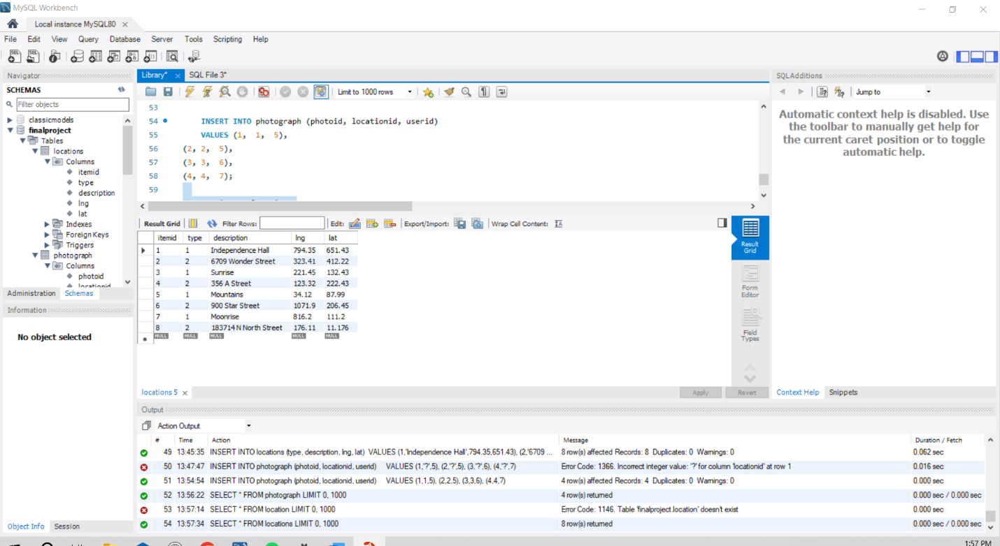 MySQL Workbench
Local instance MySQL80
File Edit View Query Database Server Tools Scripting Help
Navigator
SCHEMAS
Filter objects
classicmodels
finalproject
Tables
locations
Columns
itemid
type
description
lng
lat
Indexes
Foreign Keys
Triggers
photograph
Columns
photoid
locationid
Administration Schemas
Information
No object selected
Object Info Session
Library* SQL File 3*
Limit to 1000 rows
53
54 INSERT INTO photograph (photoid, locationid, userid)
55 VALUES (1, 1, 5),
56 (2, 2, 5),
57 (3, 3, 6),
58 (4, 4, 7);
59
Result Grid Filter Rows: Edit: Export/Import: Wrap Cell Content:
itemid type description lng lat
1 1 Independence Hall 794.35 651.43
2 2 6709 Wonder Street 323.41 412.22
3 1 Sunrise 221.45 132.43
4 2 356 A Street 123.32 222.43
5 1 Mountains 34.12 87.99
6 2 900 Star Street 1071.9 206.45
7 1 Moonrise 816.2 111.2
8 2 183714 N North Street 176.11 11.176
NULL NULL NULL NULL NULL
Result Grid
Form Editor
Field Types
locations 5 Apply Revert
SQLAdditions
Jump to
Automatic context help is disabled. Use
the toolbar to manually get help for
the current caret position or to toggle
automatic help.
Context Help Snippets
Output
Action Output
# Time Action Message Duration / Fetch
49 13:45:35 INSERT INTO locations (type, description, lng, lat) VALUES (1,'Independence Hall',794.35,651.43), (2,'6709 ... 8 row(s) affected Records: 8 Duplicates: 0 Warnings: 0 0.062 sec
50 13:47:47 INSERT INTO photograph (photoid, locationid, userid) VALUES (1,'?',5), (2,'?',5), (3,'?',6), (4,'?',7) Error Code: 1366. Incorrect integer value: '?' for column 'locationid' at row 1 0.016 sec
51 13:54:54 INSERT INTO photograph (photoid, locationid, userid) VALUES (1,1,5), (2,2,5), (3,3,6), (4,4,7) 4 row(s) affected Records: 4 Duplicates: 0 Warnings: 0 0.000 sec
52 13:56:22 SELECT * FROM photograph LIMIT 0, 1000 4 row(s) returned 0.000 sec / 0.000 sec
53 13:57:14 SELECT * FROM location LIMIT 0, 1000 Error Code: 1146. Table 'finalproject.location' doesn't exist 0.000 sec
54 13:57:34 SELECT * FROM locations LIMIT 0, 1000 8 row(s) returned 0.000 sec / 0.000 sec
1:57 PM